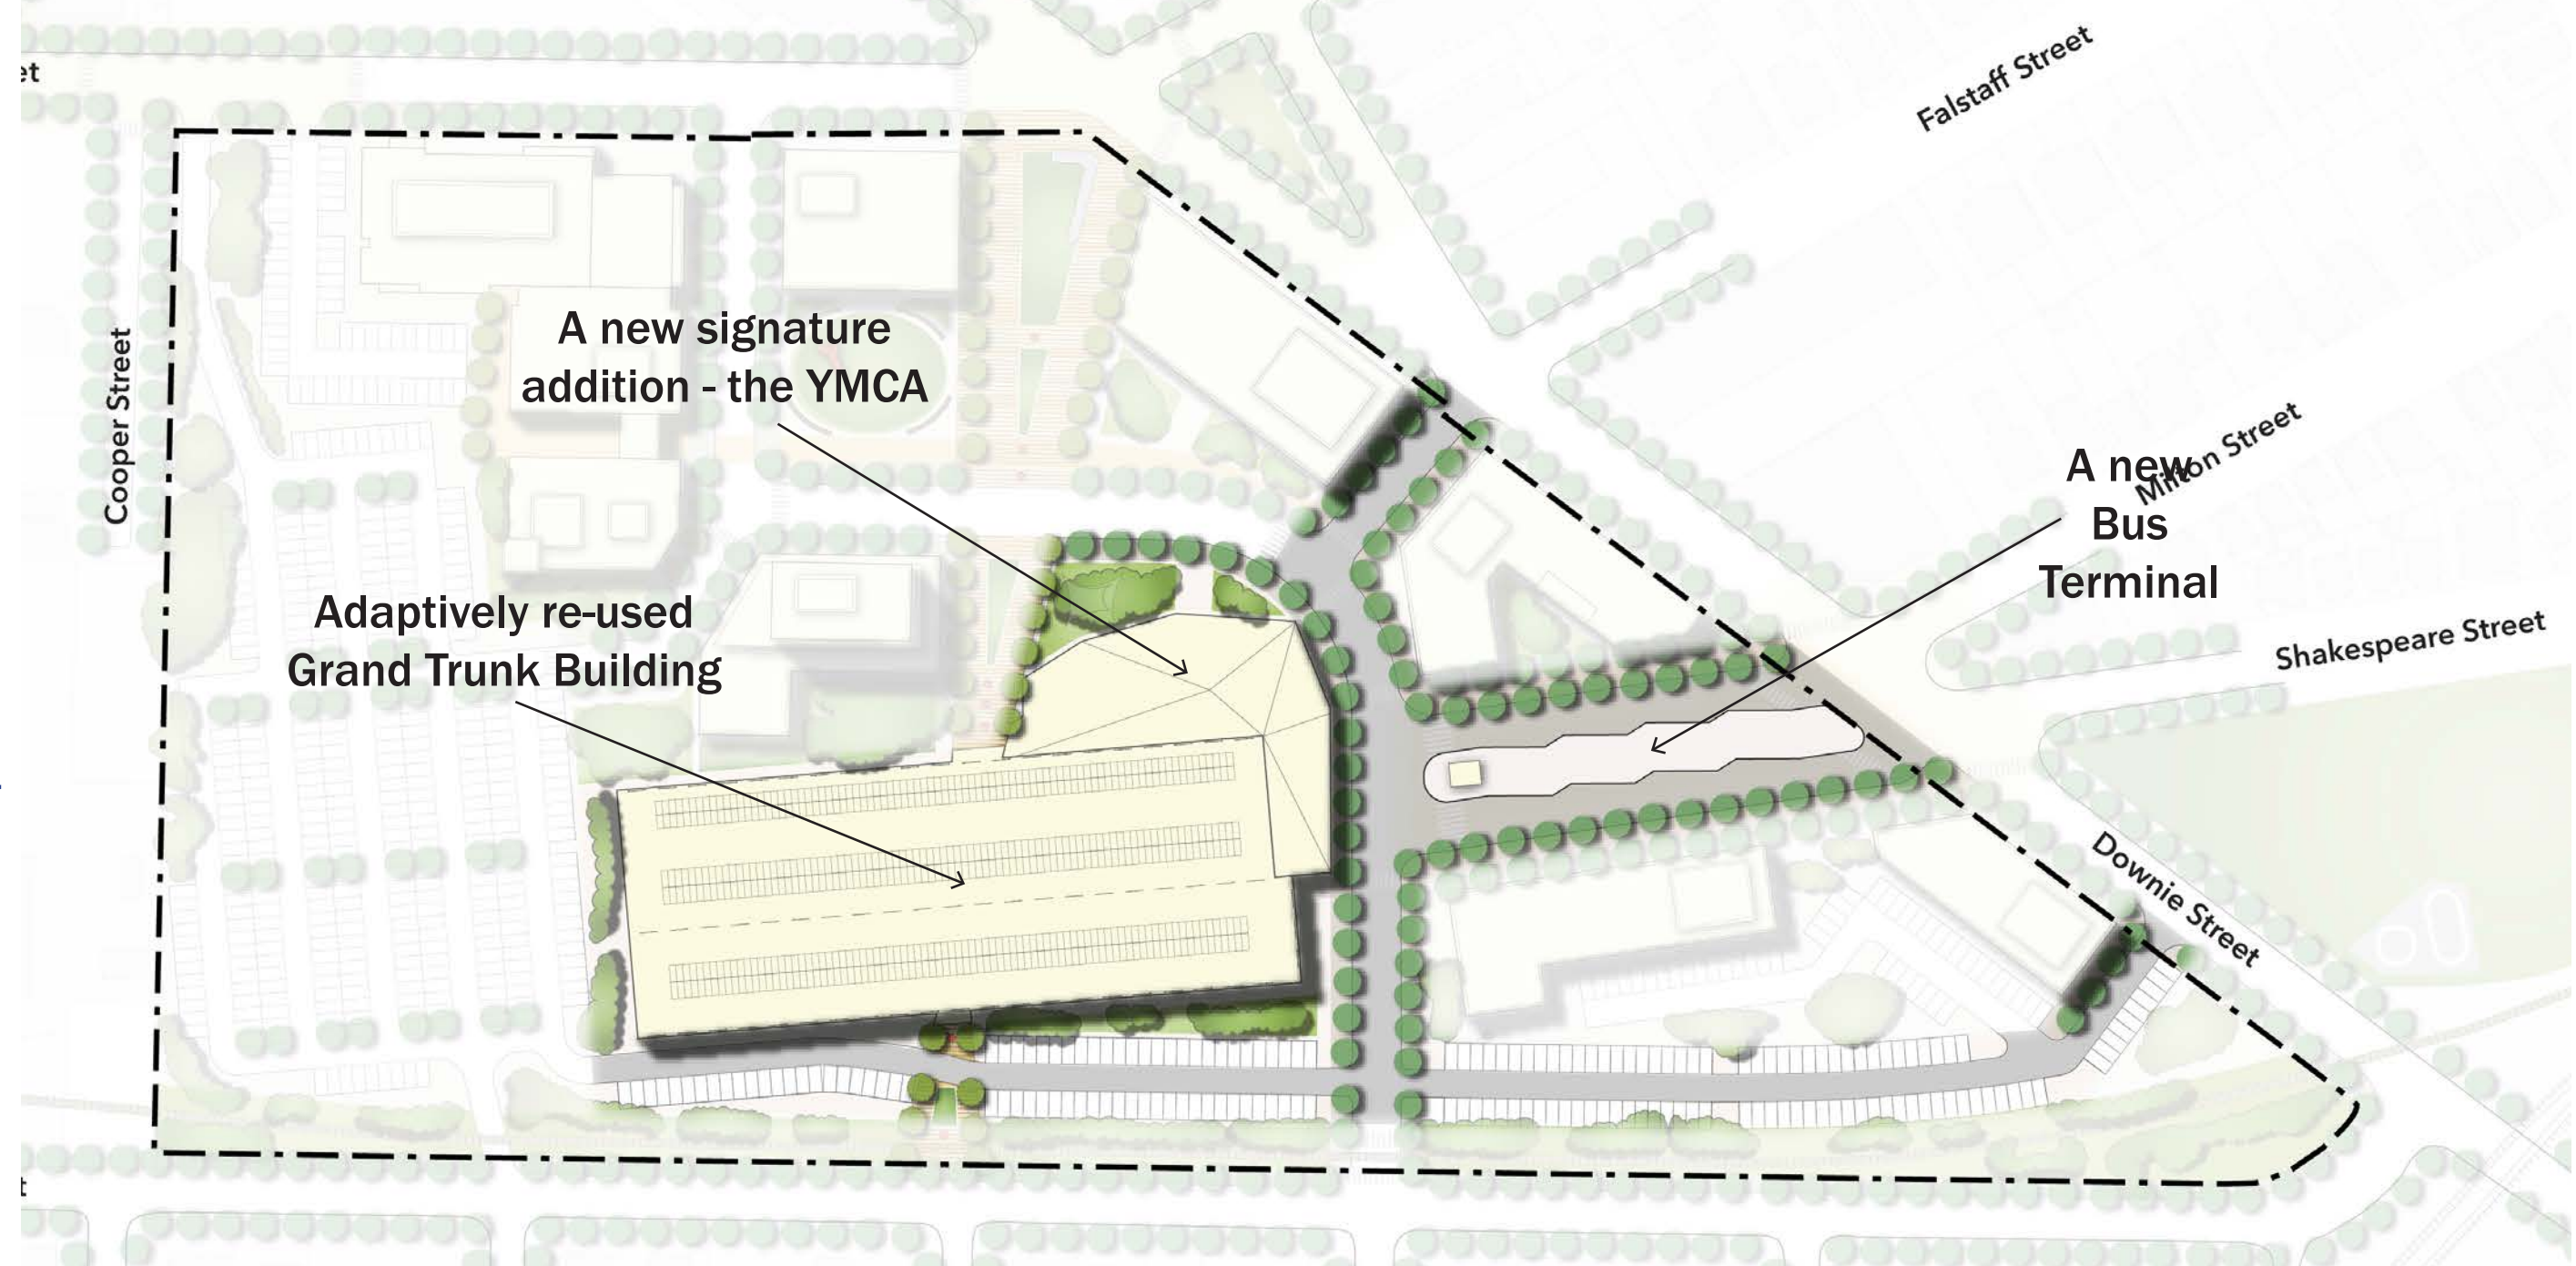 et
Falstaff Street
A new signature
addition - the YMCA
Cooper Street
Milton Street
A new
Bus
Terminal
Adaptively re-used
Grand Trunk Building
Shakespeare Street
Downie Street
t